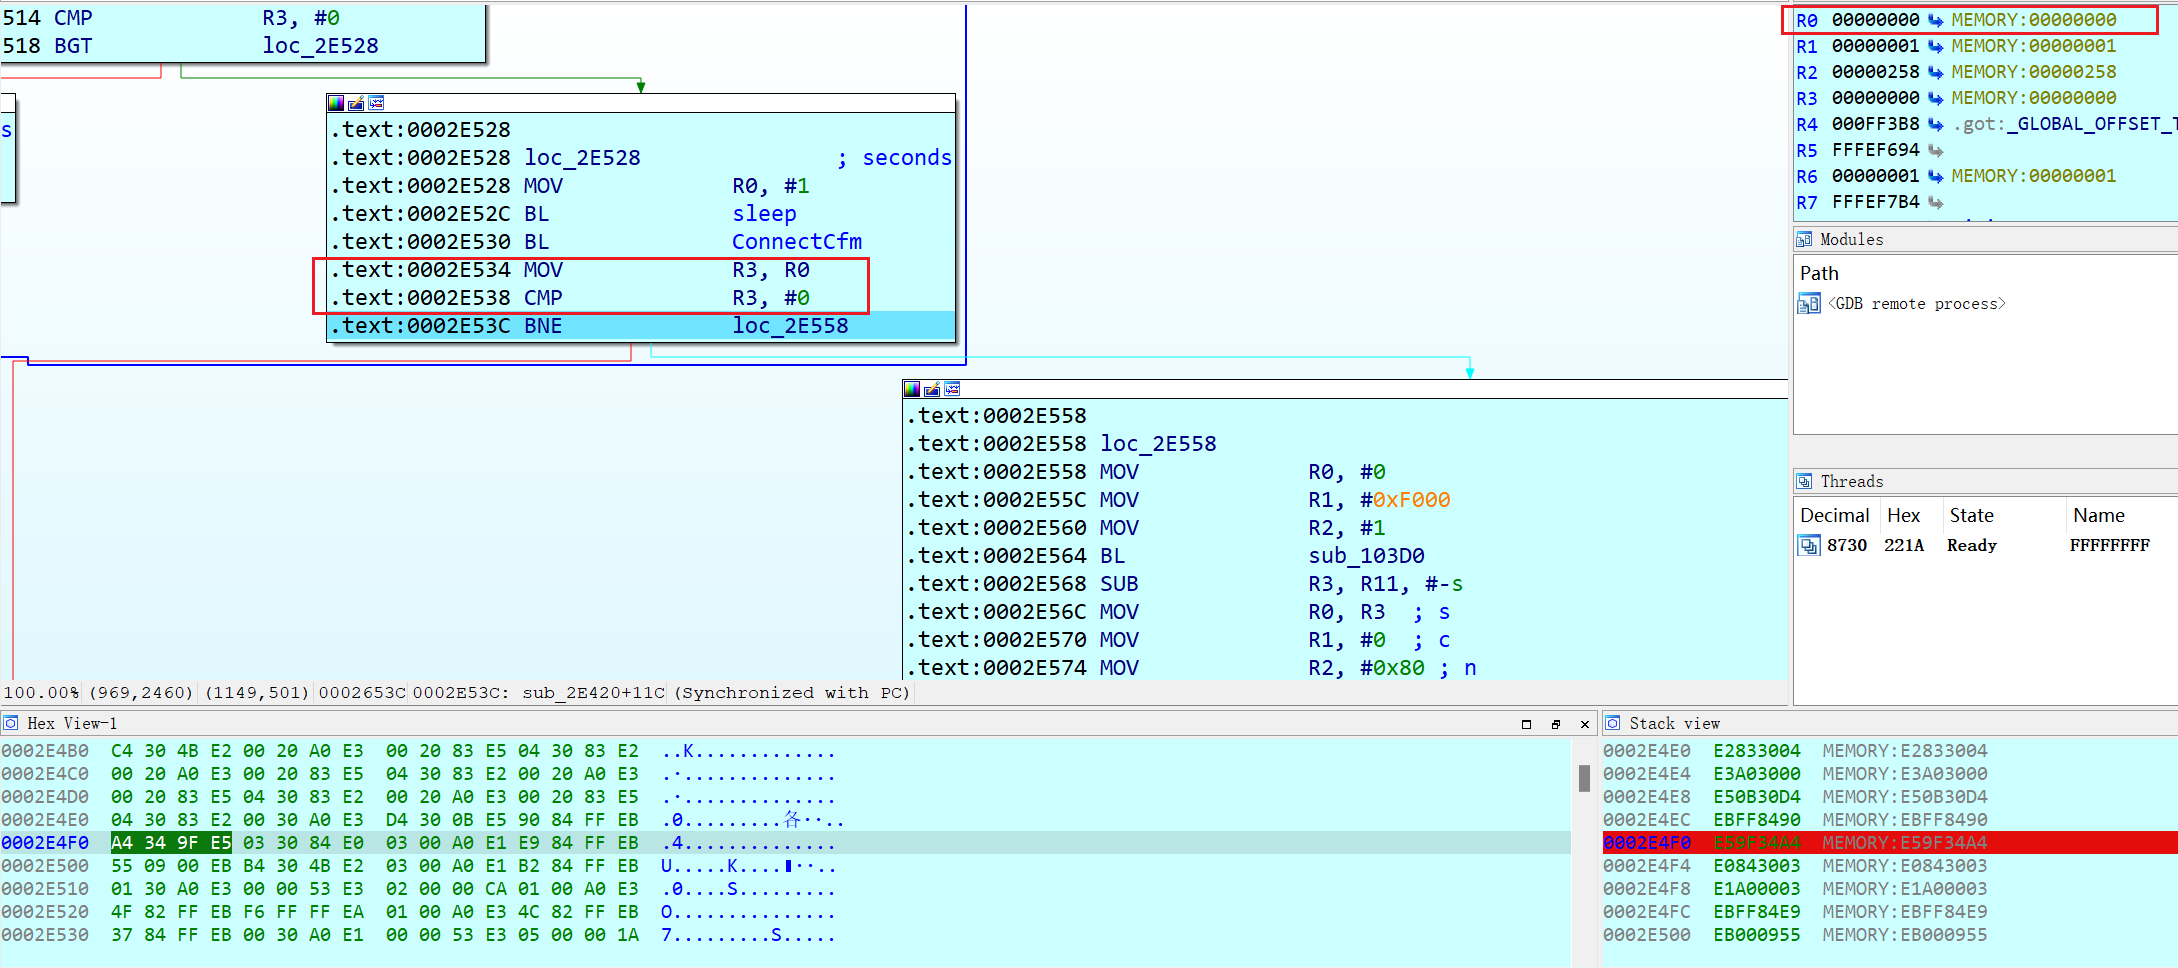 514 CMP R3, #0
518 BGT loc_2E528
s
.text:0002E528
.text:0002E528 loc_2E528 ; seconds
.text:0002E528 MOV R0, #1
.text:0002E52C BL sleep
.text:0002E530 BL ConnectCfm
.text:0002E534 MOV R3, R0
.text:0002E538 CMP R3, #0
.text:0002E53C BNE loc_2E558
.text:0002E558
.text:0002E558 loc_2E558
.text:0002E558 MOV R0, #0
.text:0002E55C MOV R1, #0xF000
.text:0002E560 MOV R2, #1
.text:0002E564 BL sub_103D0
.text:0002E568 SUB R3, R11, #-s
.text:0002E56C MOV R0, R3 ; s
.text:0002E570 MOV R1, #0 ; c
.text:0002E574 MOV R2, #0x80 ; n
100.00% (969,2460) (1149,501) 0002653C 0002E53C: sub_2E420+11C (Synchronized with PC)
R0 00000000 MEMORY:00000000
R1 00000001 MEMORY:00000001
R2 00000258 MEMORY:00000258
R3 00000000 MEMORY:00000000
R4 000FF3B8 .got:_GLOBAL_OFFSET_T
R5 FFFEF694
R6 00000001 MEMORY:00000001
R7 FFFEF7B4
Modules
Path
<GDB remote process>
Threads
Decimal Hex State Name
8730 221A Ready FFFFFFFF
Hex View-1
0002E4B0 C4 30 4B E2 00 20 A0 E3 00 20 83 E5 04 30 83 E2 ..K.............
0002E4C0 00 20 A0 E3 00 20 83 E5 04 30 83 E2 00 20 A0 E3
0002E4D0 00 20 83 E5 04 30 83 E2 00 20 A0 E3 00 20 83 E5
0002E4E0 04 30 83 E2 00 30 A0 E3 D4 30 0B E5 90 84 FF EB .0.........各··..
0002E4F0 A4 34 9F E5 03 30 84 E0 03 00 A0 E1 E9 84 FF EB .4..............
0002E500 55 09 00 EB B4 30 4B E2 03 00 A0 E1 B2 84 FF EB U.....K....▮··..
0002E510 01 30 A0 E3 00 00 53 E3 02 00 00 CA 01 00 A0 E3 .0....S.........
0002E520 4F 82 FF EB F6 FF FF EA 01 00 A0 E3 4C 82 FF EB O...............
0002E530 37 84 FF EB 00 30 A0 E1 00 00 53 E3 05 00 00 1A 7.........S.....
Stack view
0002E4E0 E2833004 MEMORY:E2833004
0002E4E4 E3A03000 MEMORY:E3A03000
0002E4E8 E50B30D4 MEMORY:E50B30D4
0002E4EC EBFF8490 MEMORY:EBFF8490
0002E4F0 E59F34A4 MEMORY:E59F34A4
0002E4F4 E0843003 MEMORY:E0843003
0002E4F8 E1A00003 MEMORY:E1A00003
0002E4FC EBFF84E9 MEMORY:EBFF84E9
0002E500 EB000955 MEMORY:EB000955